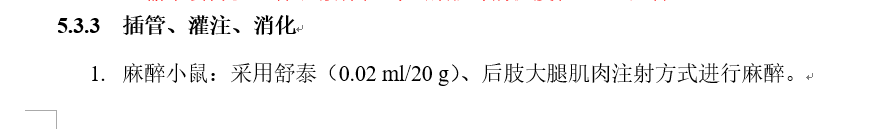 5.3.3 插管、灌注、消化
1. 麻醉小鼠：采用舒泰（0.02 ml/20 g）、后肢大腿肌肉注射方式进行麻醉。